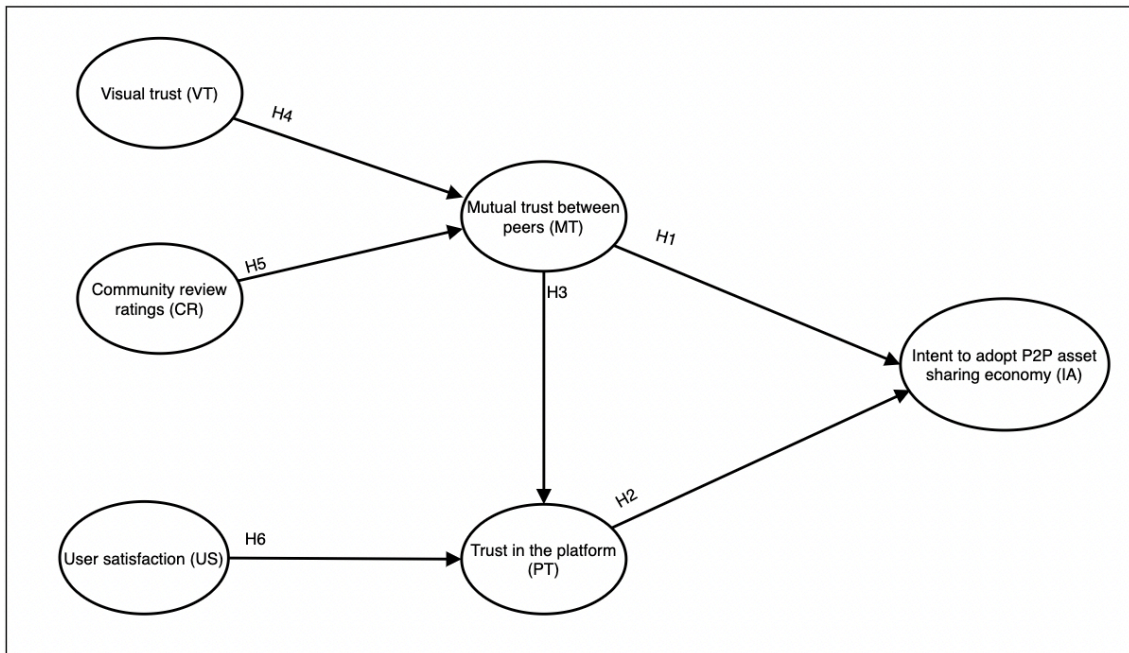 Visual trust (VT)
H4
Mutual trust between
peers (MT)
H1
Community review
ratings (CR)
H5
H3
Intent to adopt P2P asset
sharing economy (IA)
H2
User satisfaction (US)
H6
Trust in the platform
(PT)